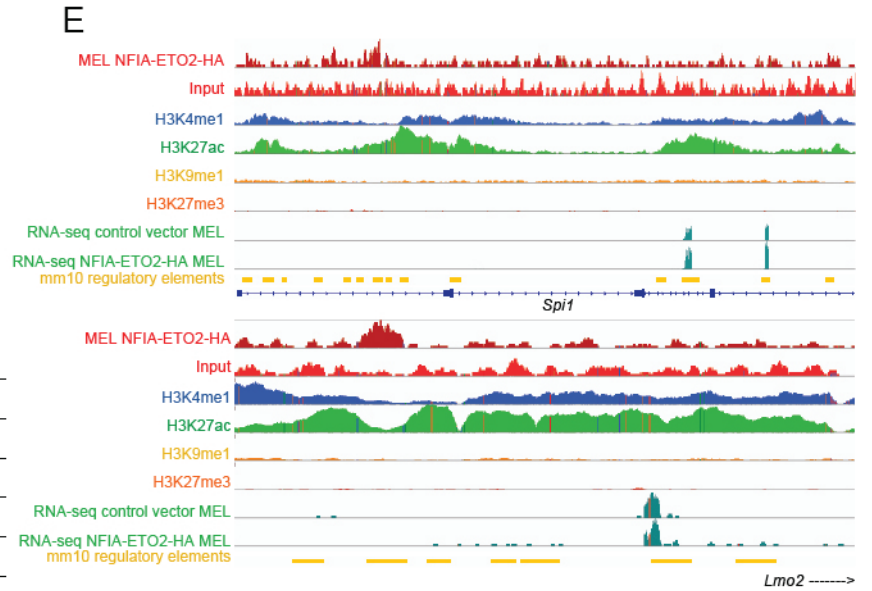 E
MEL NFIA-ETO2-HA
Input
H3K4me1
H3K27ac
H3K9me1
H3K27me3
RNA-seq control vector MEL
RNA-seq NFIA-ETO2-HA MEL
mm10 regulatory elements
Spi1
MEL NFIA-ETO2-HA
Input
H3K4me1
H3K27ac
H3K9me1
H3K27me3
RNA-seq control vector MEL
RNA-seq NFIA-ETO2-HA MEL
mm10 regulatory elements
Lmo2 ------->